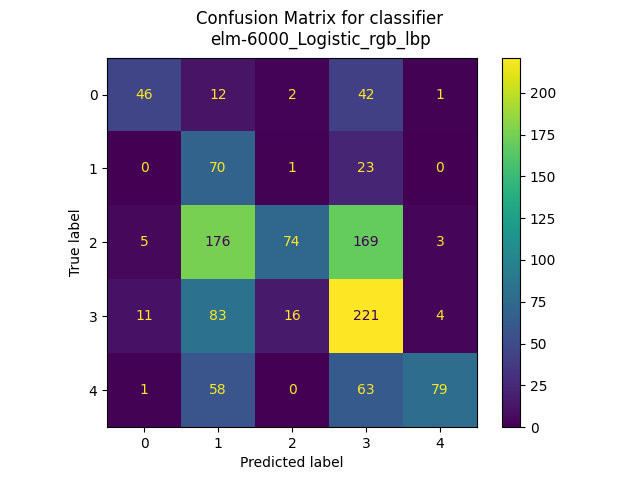 Confusion Matrix for classifier
elm-6000_Logistic_rgb_lbp
0 46 12 2 42 1
1 0 70 1 23 0
2 5 176 74 169 3
3 11 83 16 221 4
4 1 58 0 63 79
0 1 2 3 4
True label
Predicted label
200
175
150
125
100
75
50
25
0